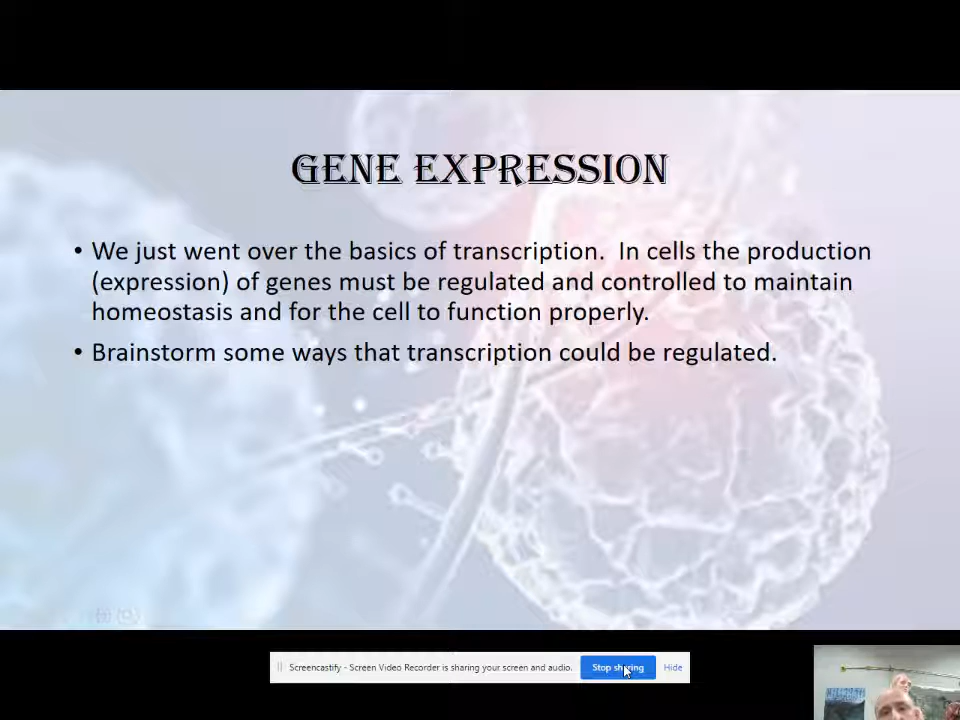 GENE EXPRESSION
• We just went over the basics of transcription.  In cells the production
(expression) of genes must be regulated and controlled to maintain
homeostasis and for the cell to function properly.
• Brainstorm some ways that transcription could be regulated.
Screencastify - Screen Video Recorder is sharing your screen and audio. Stop sharing Hide